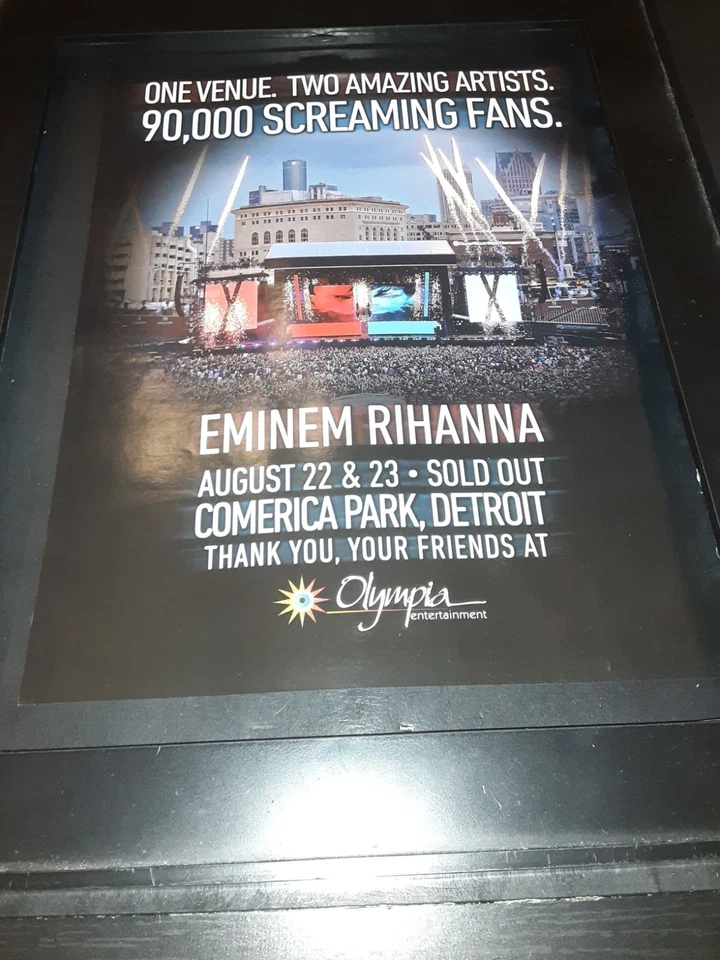 ONE VENUE. TWO AMAZING ARTISTS.
90,000 SCREAMING FANS.
EMINEM RIHANNA
AUGUST 22 & 23 • SOLD OUT
COMERICA PARK, DETROIT
THANK YOU, YOUR FRIENDS AT
Olympia
entertainment